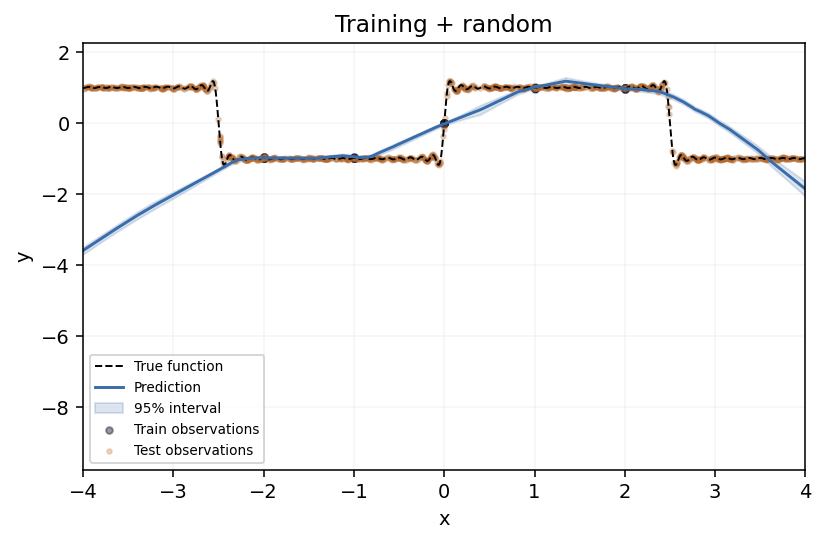 Training + random
2
0
−2
−4
−6
−8
y
True function
Prediction
95% interval
Train observations
Test observations
−4 −3 −2 −1 0 1 2 3 4
x